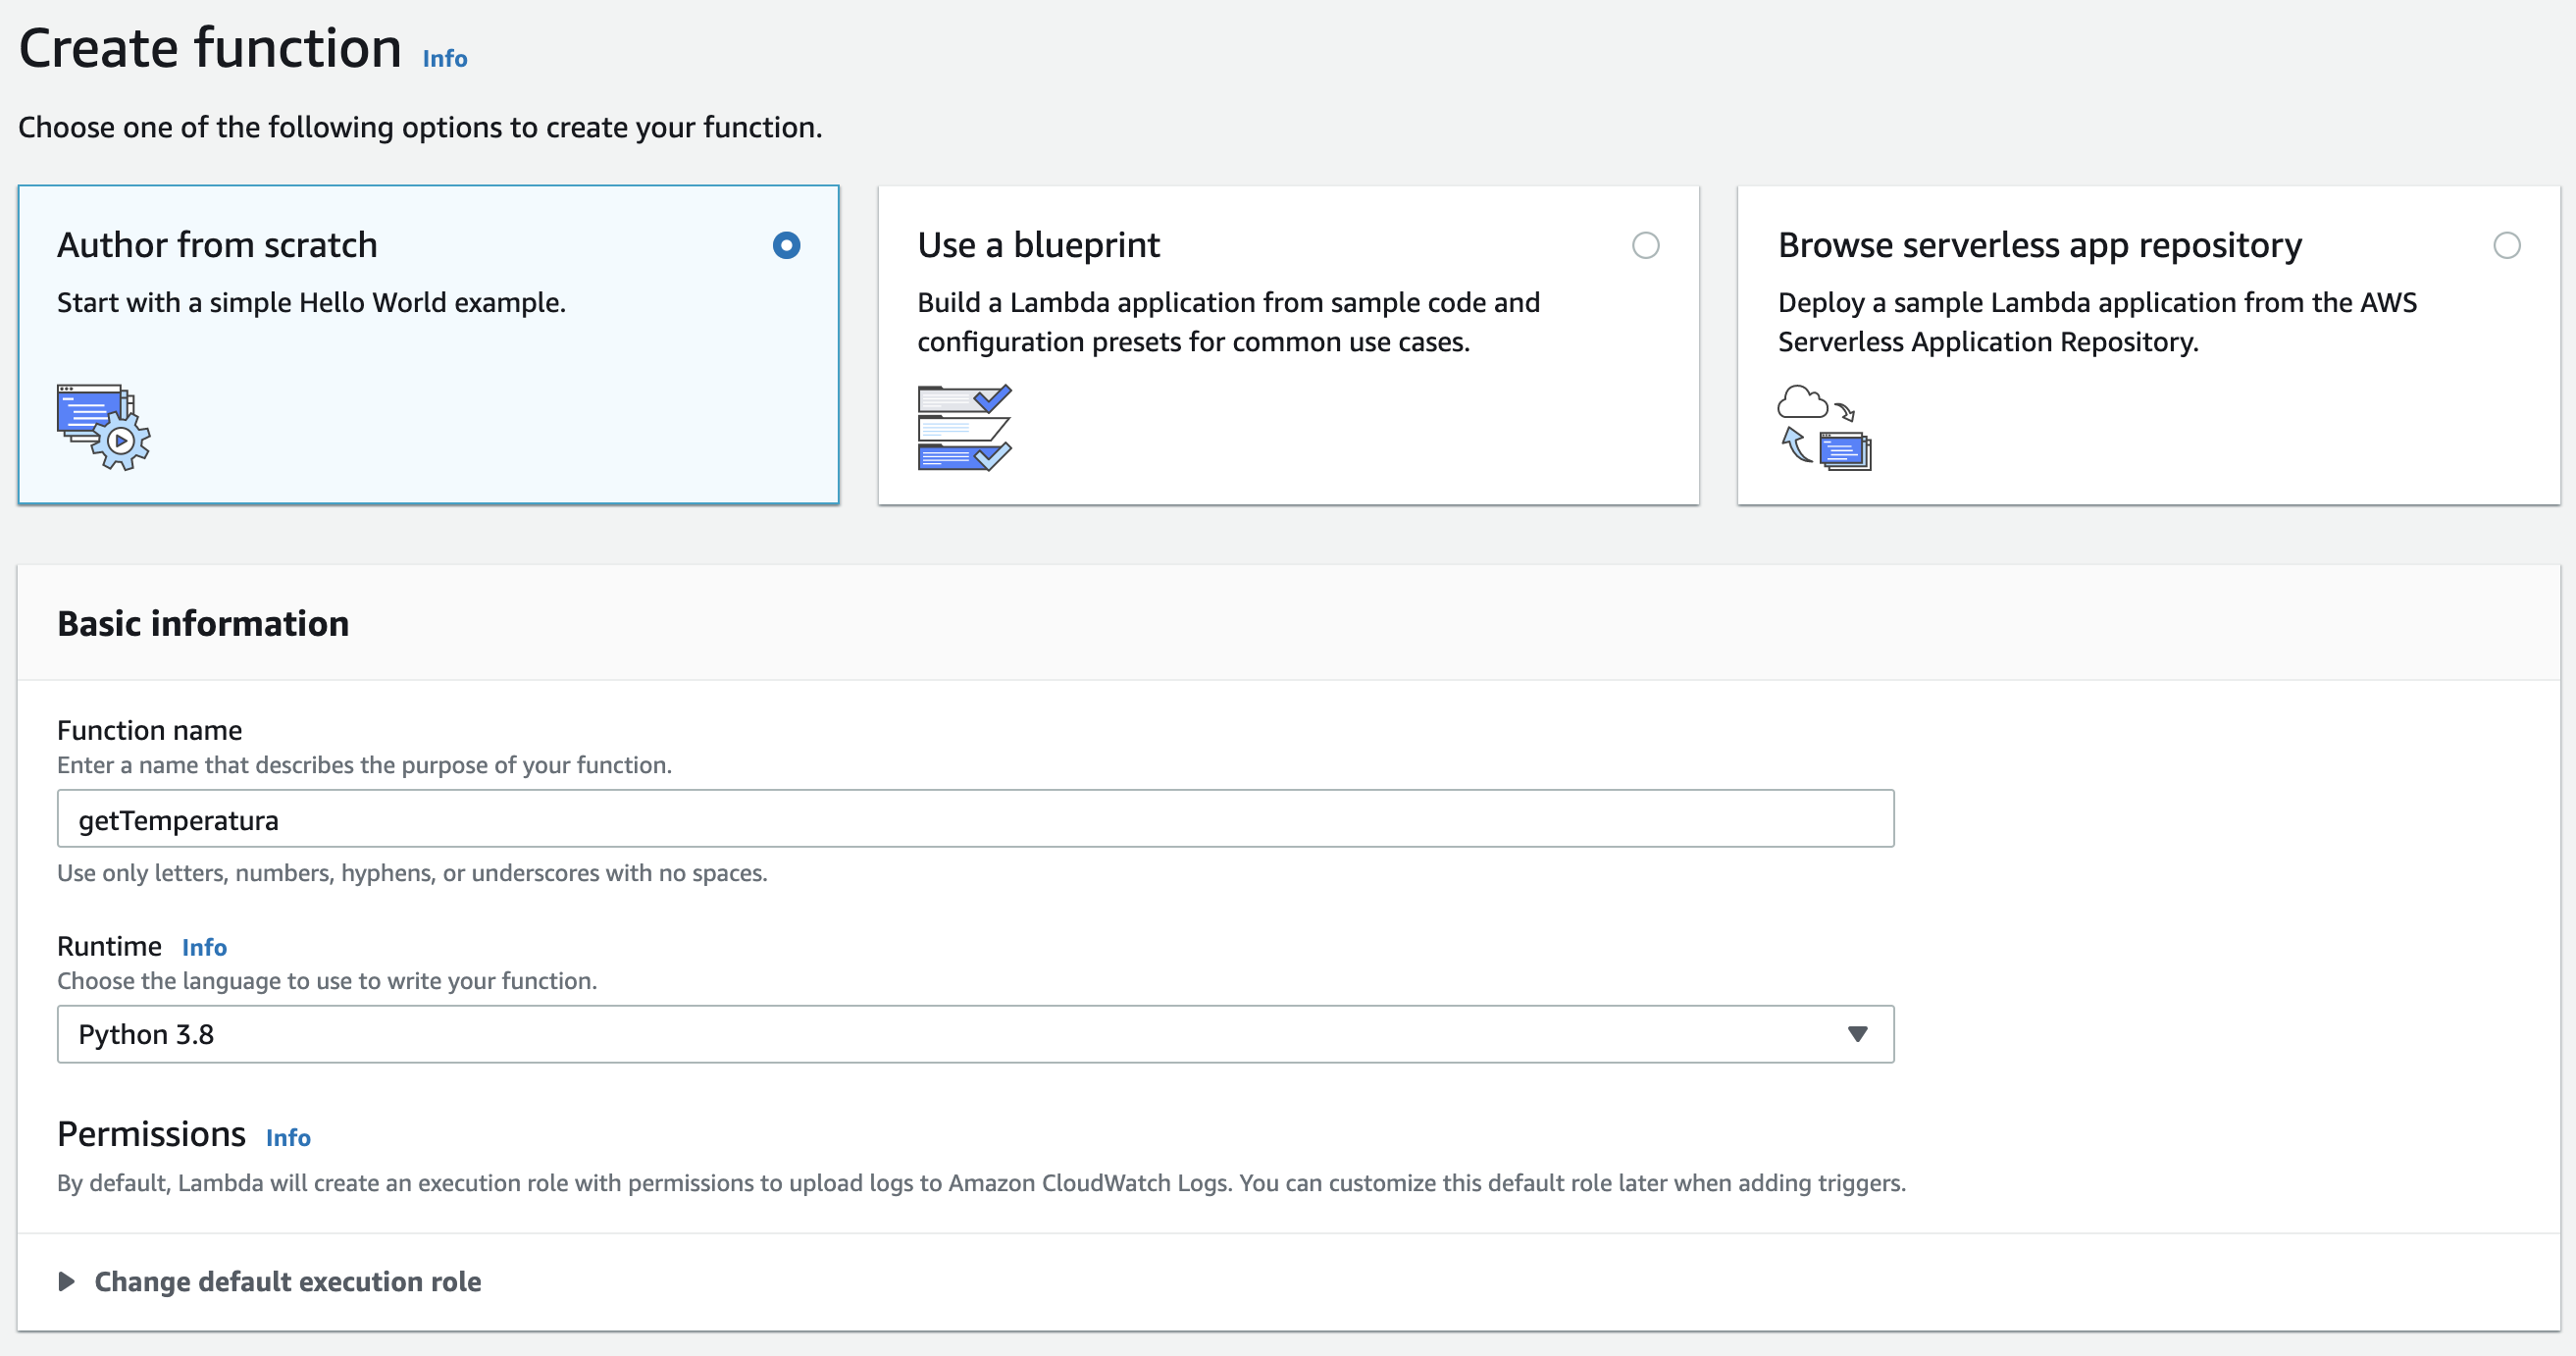 Create function Info
Choose one of the following options to create your function.
Author from scratch
Start with a simple Hello World example.
Use a blueprint
Build a Lambda application from sample code and
configuration presets for common use cases.
Browse serverless app repository
Deploy a sample Lambda application from the AWS
Serverless Application Repository.
Basic information
Function name
Enter a name that describes the purpose of your function.
getTemperatura
Use only letters, numbers, hyphens, or underscores with no spaces.
Runtime Info
Choose the language to use to write your function.
Python 3.8
Permissions Info
By default, Lambda will create an execution role with permissions to upload logs to Amazon CloudWatch Logs. You can customize this default role later when adding triggers.
Change default execution role